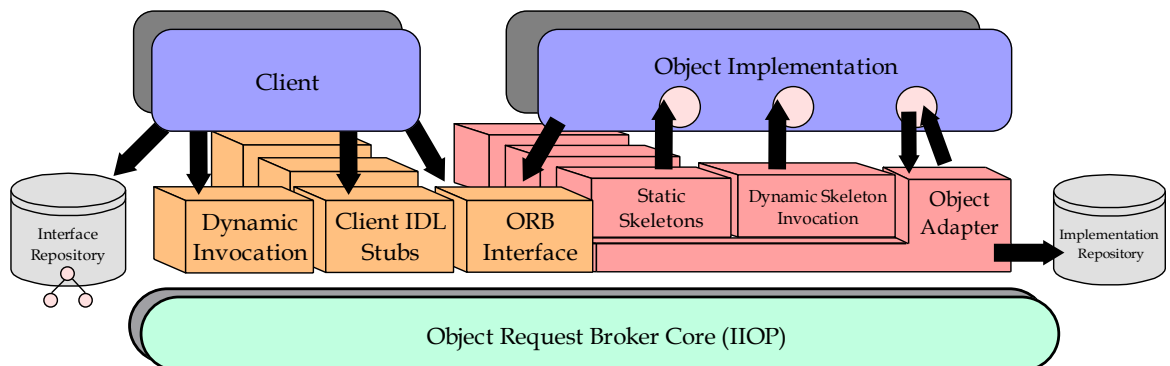 Client
Object Implementation
Interface
Repository
Dynamic
Invocation
Client IDL
Stubs
ORB
Interface
Static
Skeletons
Dynamic Skeleton
Invocation
Object
Adapter
Implementation
Repository
Object Request Broker Core (IIOP)